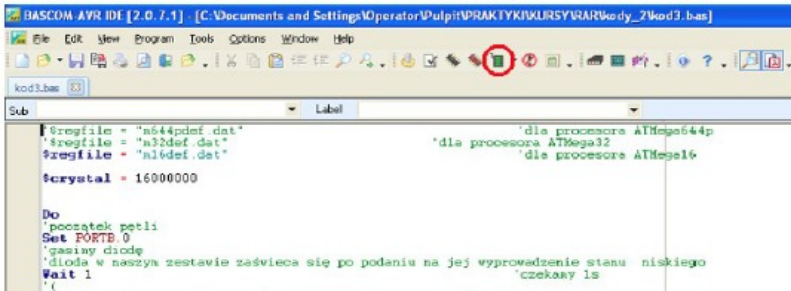 BASCOM-AVR IDE [2.0.7.1] - [C:\Documents and Settings\Operator\Pulpit\PRAKTYKI\KURSY\RAR\kody_2\kod3.bas]
File Edit View Program Tools Options Window Help
kod3.bas
Sub Label
'$regfile = "m644pdef.dat" 'dla procesora ATMega644p
'$regfile = "m32def.dat" 'dla procesora ATMega32
$regfile = "m16def.dat" 'dla procesora ATMega16
$crystal = 16000000
Do
'początek pętli
Set PORTB.0
'gasimy diodę
'dioda w naszym zestawie zaświeca się po podaniu na jej wyprowadzenie stanu niskiego
Wait 1 'czekamy 1s
'(